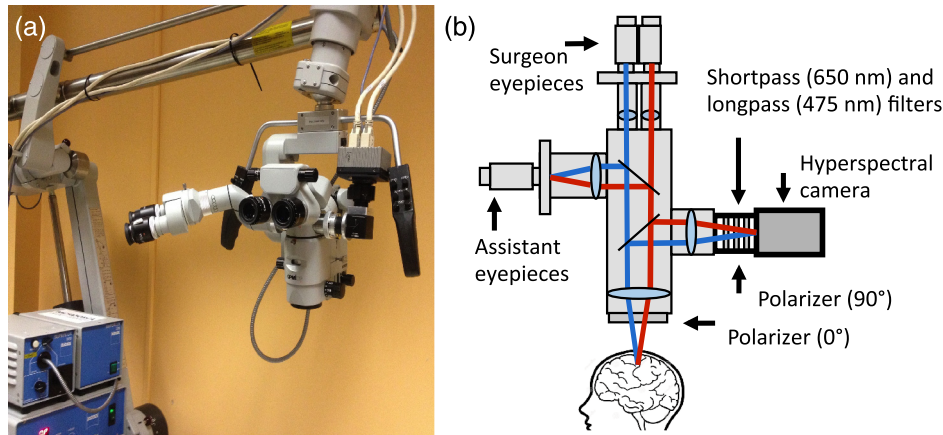 (a)
(b)
Surgeon
eyepieces
Shortpass (650 nm) and
longpass (475 nm) filters
Hyperspectral
camera
Assistant
eyepieces
Polarizer (90°)
Polarizer (0°)